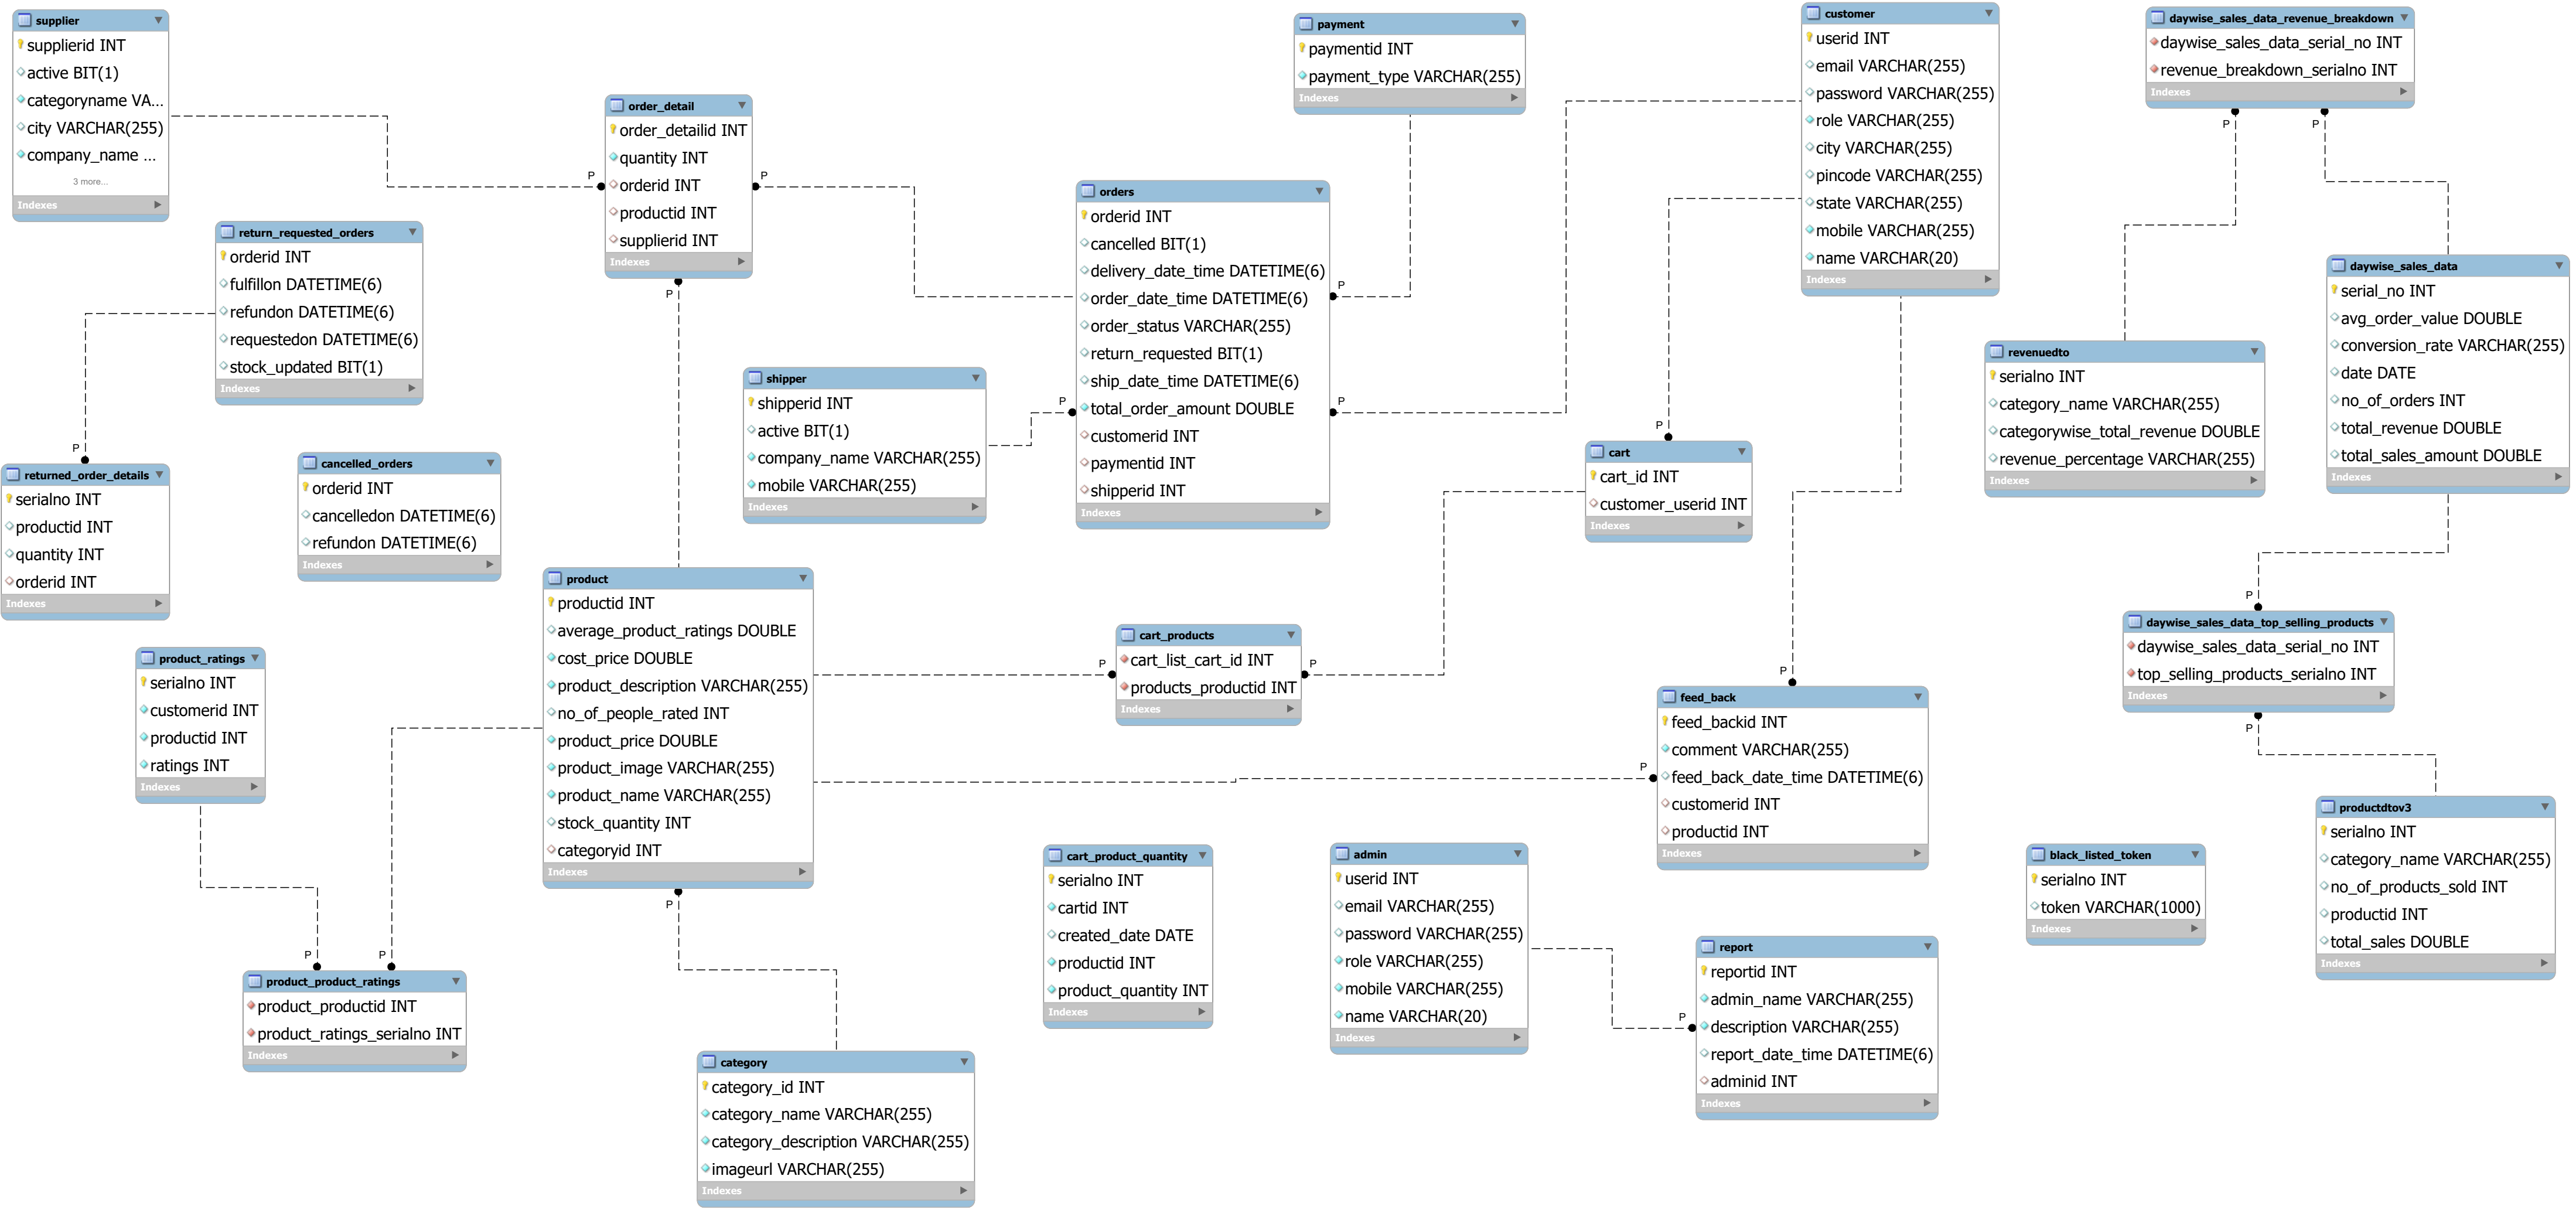 supplier
supplierid INT
active BIT(1)
categoryname VA...
city VARCHAR(255)
company_name ...
3 more...
Indexes
order_detail
order_detailid INT
quantity INT
orderid INT
productid INT
supplierid INT
Indexes
payment
paymentid INT
payment_type VARCHAR(255)
Indexes
customer
userid INT
email VARCHAR(255)
password VARCHAR(255)
role VARCHAR(255)
city VARCHAR(255)
pincode VARCHAR(255)
state VARCHAR(255)
mobile VARCHAR(255)
name VARCHAR(20)
Indexes
daywise_sales_data_revenue_breakdown
daywise_sales_data_serial_no INT
revenue_breakdown_serialno INT
Indexes
P
P
P
P
P
P
P
P
return_requested_orders
orderid INT
fulfillon DATETIME(6)
refundon DATETIME(6)
requestedon DATETIME(6)
stock_updated BIT(1)
Indexes
orders
orderid INT
cancelled BIT(1)
delivery_date_time DATETIME(6)
order_date_time DATETIME(6)
order_status VARCHAR(255)
return_requested BIT(1)
ship_date_time DATETIME(6)
total_order_amount DOUBLE
customerid INT
paymentid INT
shipperid INT
Indexes
daywise_sales_data
serial_no INT
avg_order_value DOUBLE
conversion_rate VARCHAR(255)
date DATE
no_of_orders INT
total_revenue DOUBLE
total_sales_amount DOUBLE
Indexes
revenuedto
serialno INT
category_name VARCHAR(255)
categorywise_total_revenue DOUBLE
revenue_percentage VARCHAR(255)
Indexes
shipper
shipperid INT
active BIT(1)
company_name VARCHAR(255)
mobile VARCHAR(255)
Indexes
P
P
cart
cart_id INT
customer_userid INT
Indexes
returned_order_details
serialno INT
productid INT
quantity INT
orderid INT
Indexes
cancelled_orders
orderid INT
cancelledon DATETIME(6)
refundon DATETIME(6)
Indexes
product
productid INT
average_product_ratings DOUBLE
cost_price DOUBLE
product_description VARCHAR(255)
no_of_people_rated INT
product_price DOUBLE
product_image VARCHAR(255)
product_name VARCHAR(255)
stock_quantity INT
categoryid INT
Indexes
P
P
P
P
cart_products
cart_list_cart_id INT
products_productid INT
Indexes
daywise_sales_data_top_selling_products
daywise_sales_data_serial_no INT
top_selling_products_serialno INT
Indexes
product_ratings
serialno INT
customerid INT
productid INT
ratings INT
Indexes
feed_back
feed_backid INT
comment VARCHAR(255)
feed_back_date_time DATETIME(6)
customerid INT
productid INT
Indexes
P
P
P
productdtov3
serialno INT
category_name VARCHAR(255)
no_of_products_sold INT
productid INT
total_sales DOUBLE
Indexes
cart_product_quantity
serialno INT
cartid INT
created_date DATE
productid INT
product_quantity INT
Indexes
admin
userid INT
email VARCHAR(255)
password VARCHAR(255)
role VARCHAR(255)
mobile VARCHAR(255)
name VARCHAR(20)
Indexes
black_listed_token
serialno INT
token VARCHAR(1000)
Indexes
P
P
P
report
reportid INT
admin_name VARCHAR(255)
description VARCHAR(255)
report_date_time DATETIME(6)
adminid INT
Indexes
product_product_ratings
product_productid INT
product_ratings_serialno INT
Indexes
category
category_id INT
category_name VARCHAR(255)
category_description VARCHAR(255)
imageurl VARCHAR(255)
Indexes